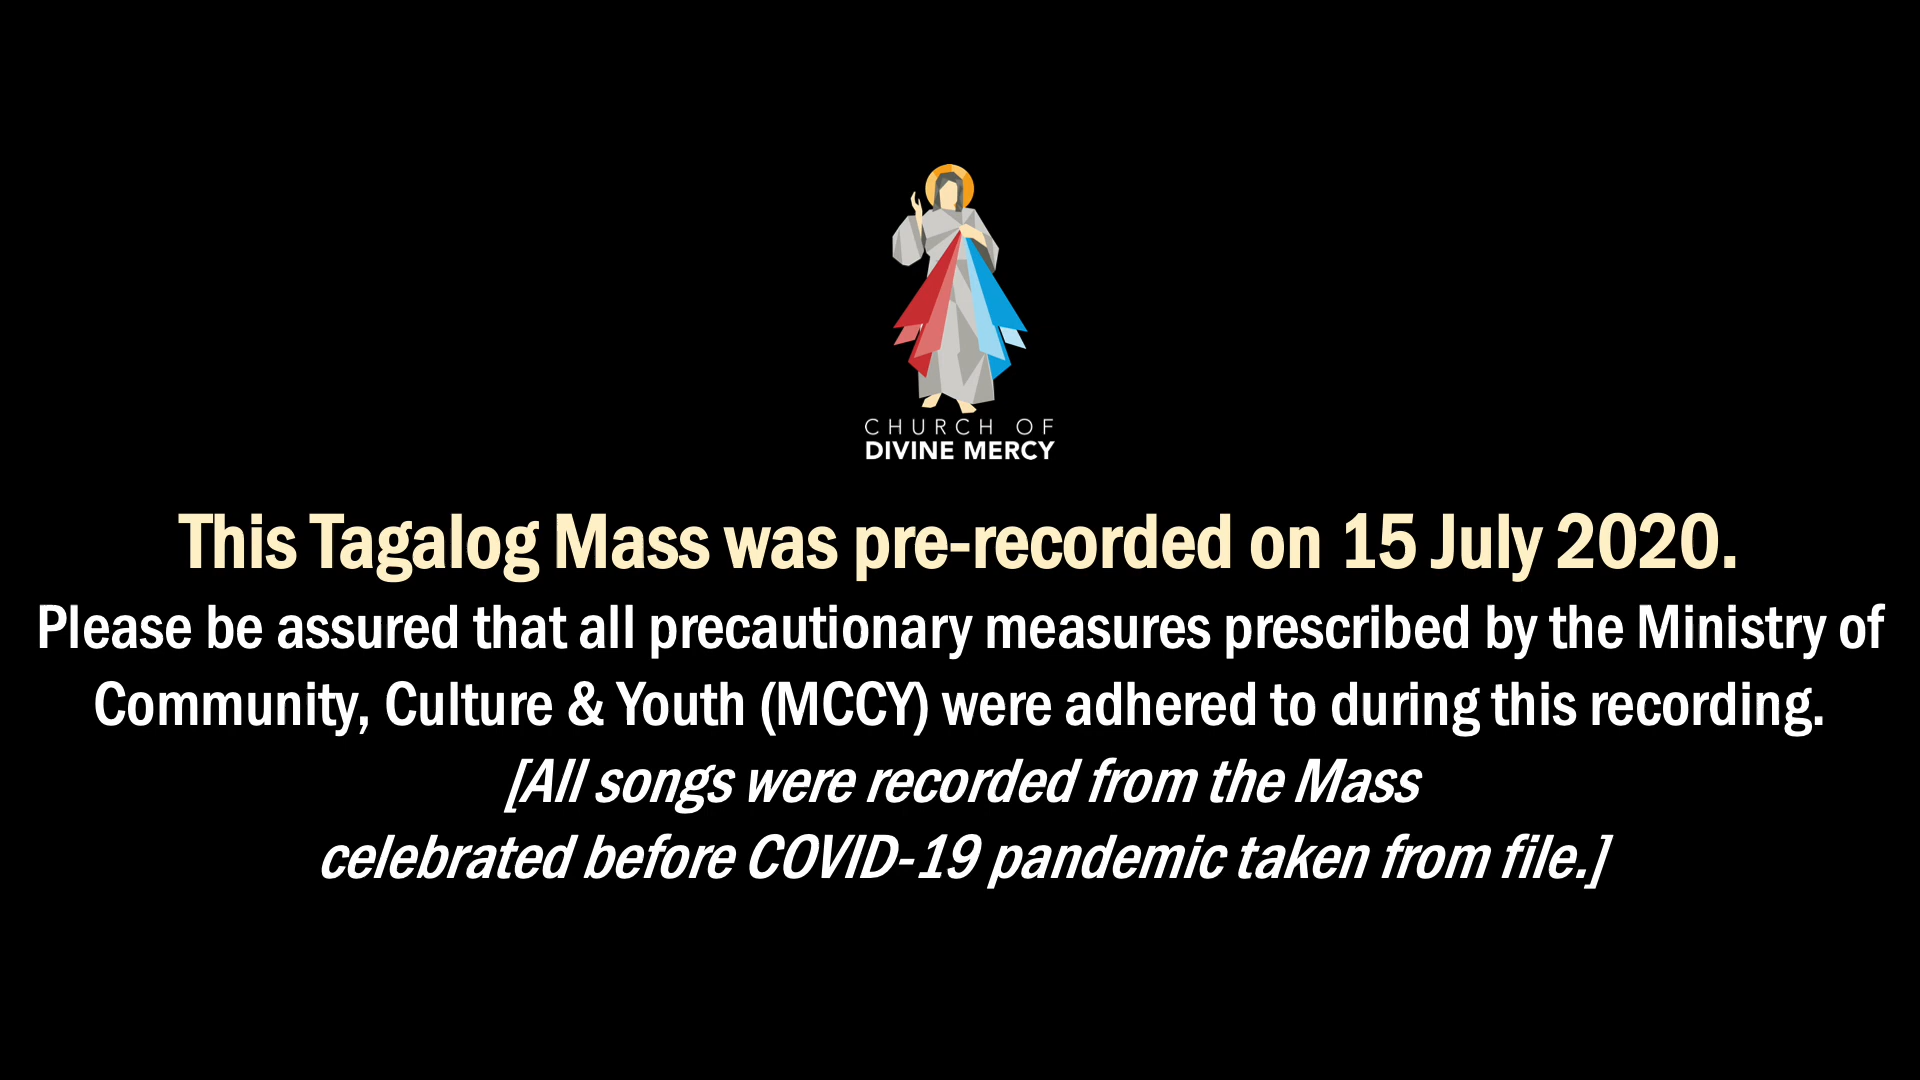 CHURCH OF
DIVINE MERCY
This Tagalog Mass was pre-recorded on 15 July 2020.
Please be assured that all precautionary measures prescribed by the Ministry of
Community, Culture & Youth (MCCY) were adhered to during this recording.
[All songs were recorded from the Mass
celebrated before COVID-19 pandemic taken from file.]